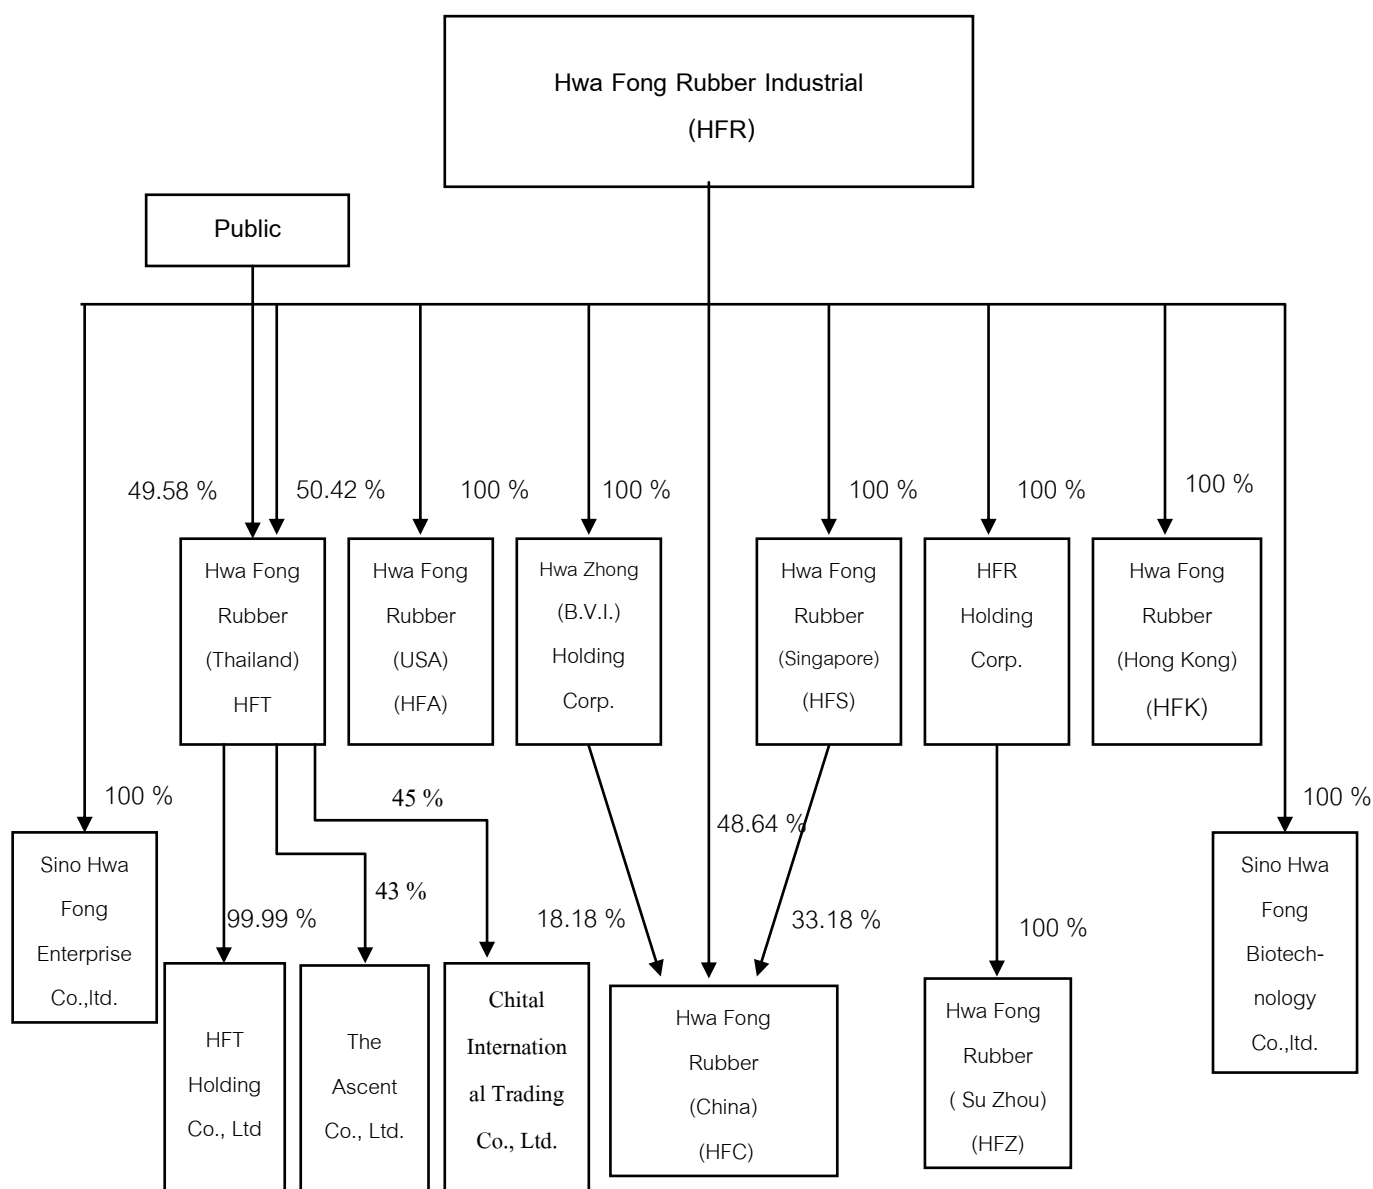 Hwa Fong Rubber Industrial
(HFR)
Public
49.58 %
50.42 %
100 %
100 %
100 %
100 %
100 %
Hwa Fong
Rubber
(Thailand)
HFT
Hwa Fong
Rubber
(USA)
(HFA)
Hwa Zhong
(B.V.I.)
Holding
Corp.
Hwa Fong
Rubber
(Singapore)
(HFS)
HFR
Holding
Corp.
Hwa Fong
Rubber
(Hong Kong)
(HFK)
100 %
45 %
48.64 %
100 %
43 %
99.99 %
18.18 %
33.18 %
100 %
Sino Hwa
Fong
Enterprise
Co.,ltd.
HFT
Holding
Co., Ltd
The
Ascent
Co., Ltd.
Chital
Internation
al Trading
Co., Ltd.
Hwa Fong
Rubber
(China)
(HFC)
Hwa Fong
Rubber
( Su Zhou)
(HFZ)
Sino Hwa
Fong
Biotech-
nology
Co.,ltd.